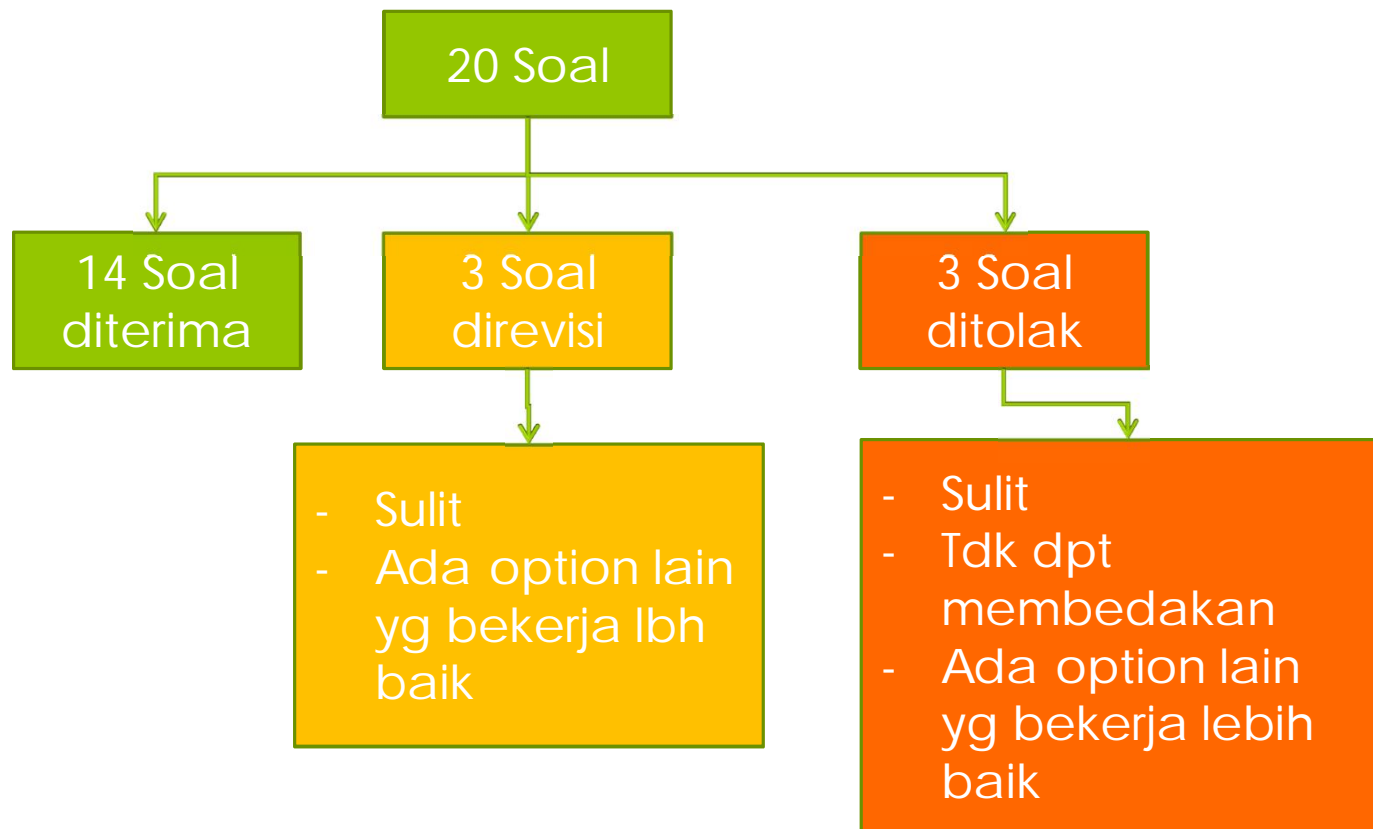 20 Soal
14 Soal
diterima
3 Soal
direvisi
3 Soal
ditolak
- Sulit
- Ada option lain
yg bekerja lbh
baik
- Sulit
- Tdk dpt
membedakan
- Ada option lain
yg bekerja lebih
baik